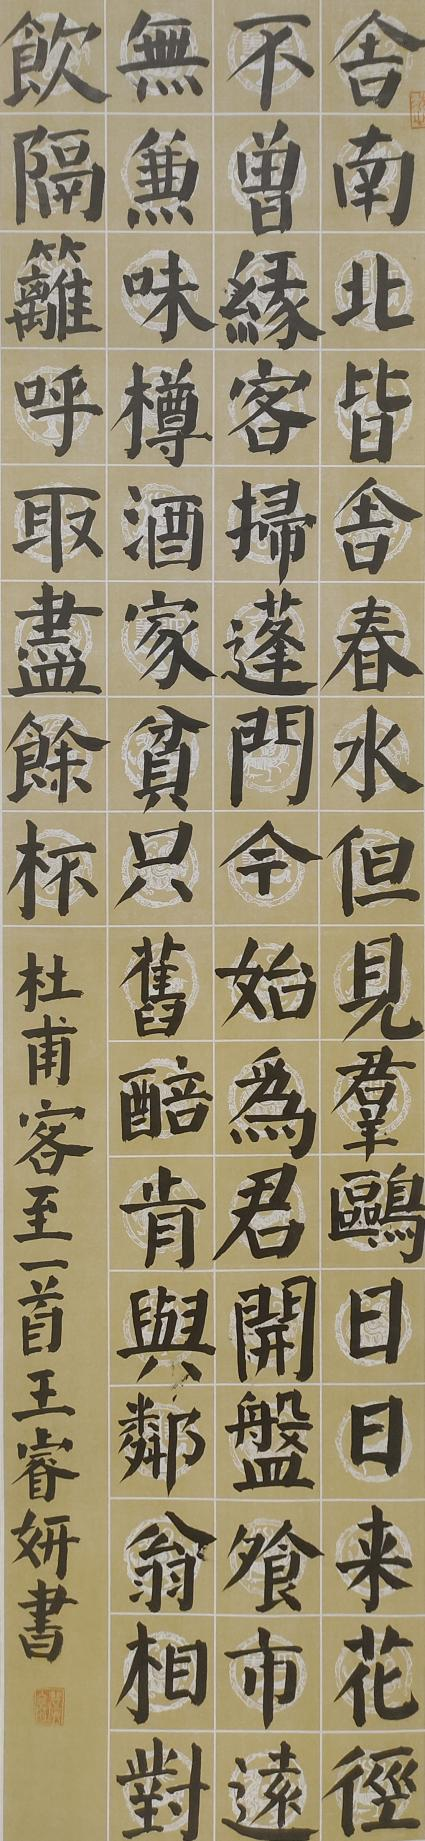 舍南北皆舍春水但見羣鷗日日来花徑
不曾緣客掃蓬門今始為君開盤飱市遠
無兼味樽酒家貧只舊醅肯與鄰翁相對
飲隔籬呼取盡餘杯
杜甫客至一首王睿妍書